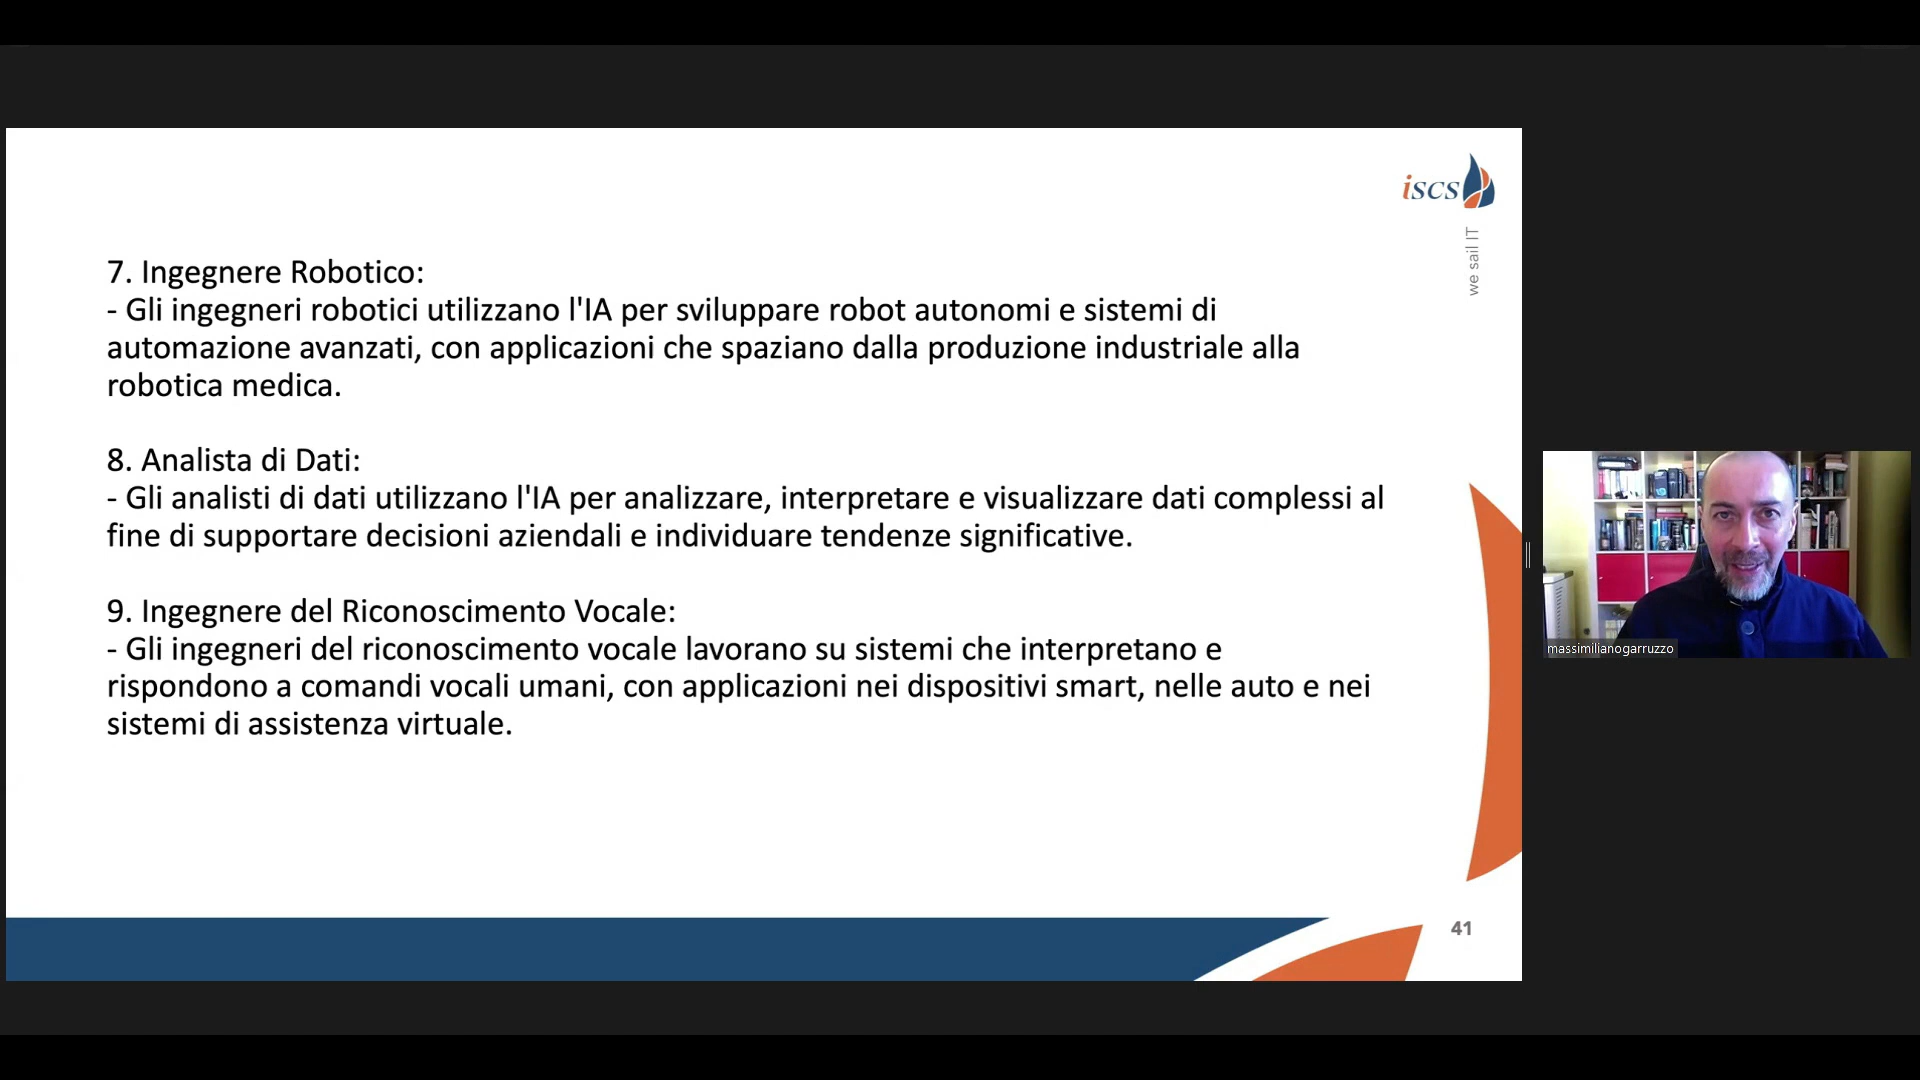 iscs
we sail IT
7. Ingegnere Robotico:
- Gli ingegneri robotici utilizzano l'IA per sviluppare robot autonomi e sistemi di
automazione avanzati, con applicazioni che spaziano dalla produzione industriale alla
robotica medica.
8. Analista di Dati:
- Gli analisti di dati utilizzano l'IA per analizzare, interpretare e visualizzare dati complessi al
fine di supportare decisioni aziendali e individuare tendenze significative.
9. Ingegnere del Riconoscimento Vocale:
- Gli ingegneri del riconoscimento vocale lavorano su sistemi che interpretano e
rispondono a comandi vocali umani, con applicazioni nei dispositivi smart, nelle auto e nei
sistemi di assistenza virtuale.
41
massimilianogarruzzo